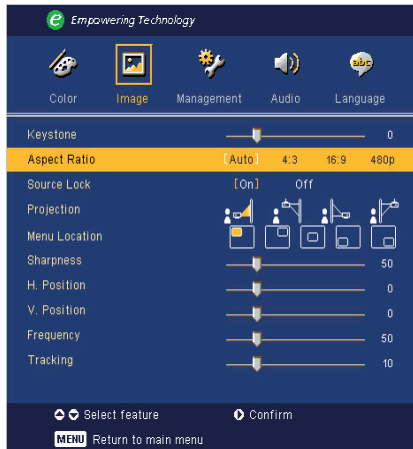 e Empowering Technology
abc
Color Image Management Audio Language
Keystone 0
Aspect Ratio [Auto] 4:3 16:9 480p
Source Lock [On] Off
Projection
Menu Location
Sharpness 50
H. Position 0
V. Position 0
Frequency 50
Tracking 10
Select feature Confirm
MENU Return to main menu